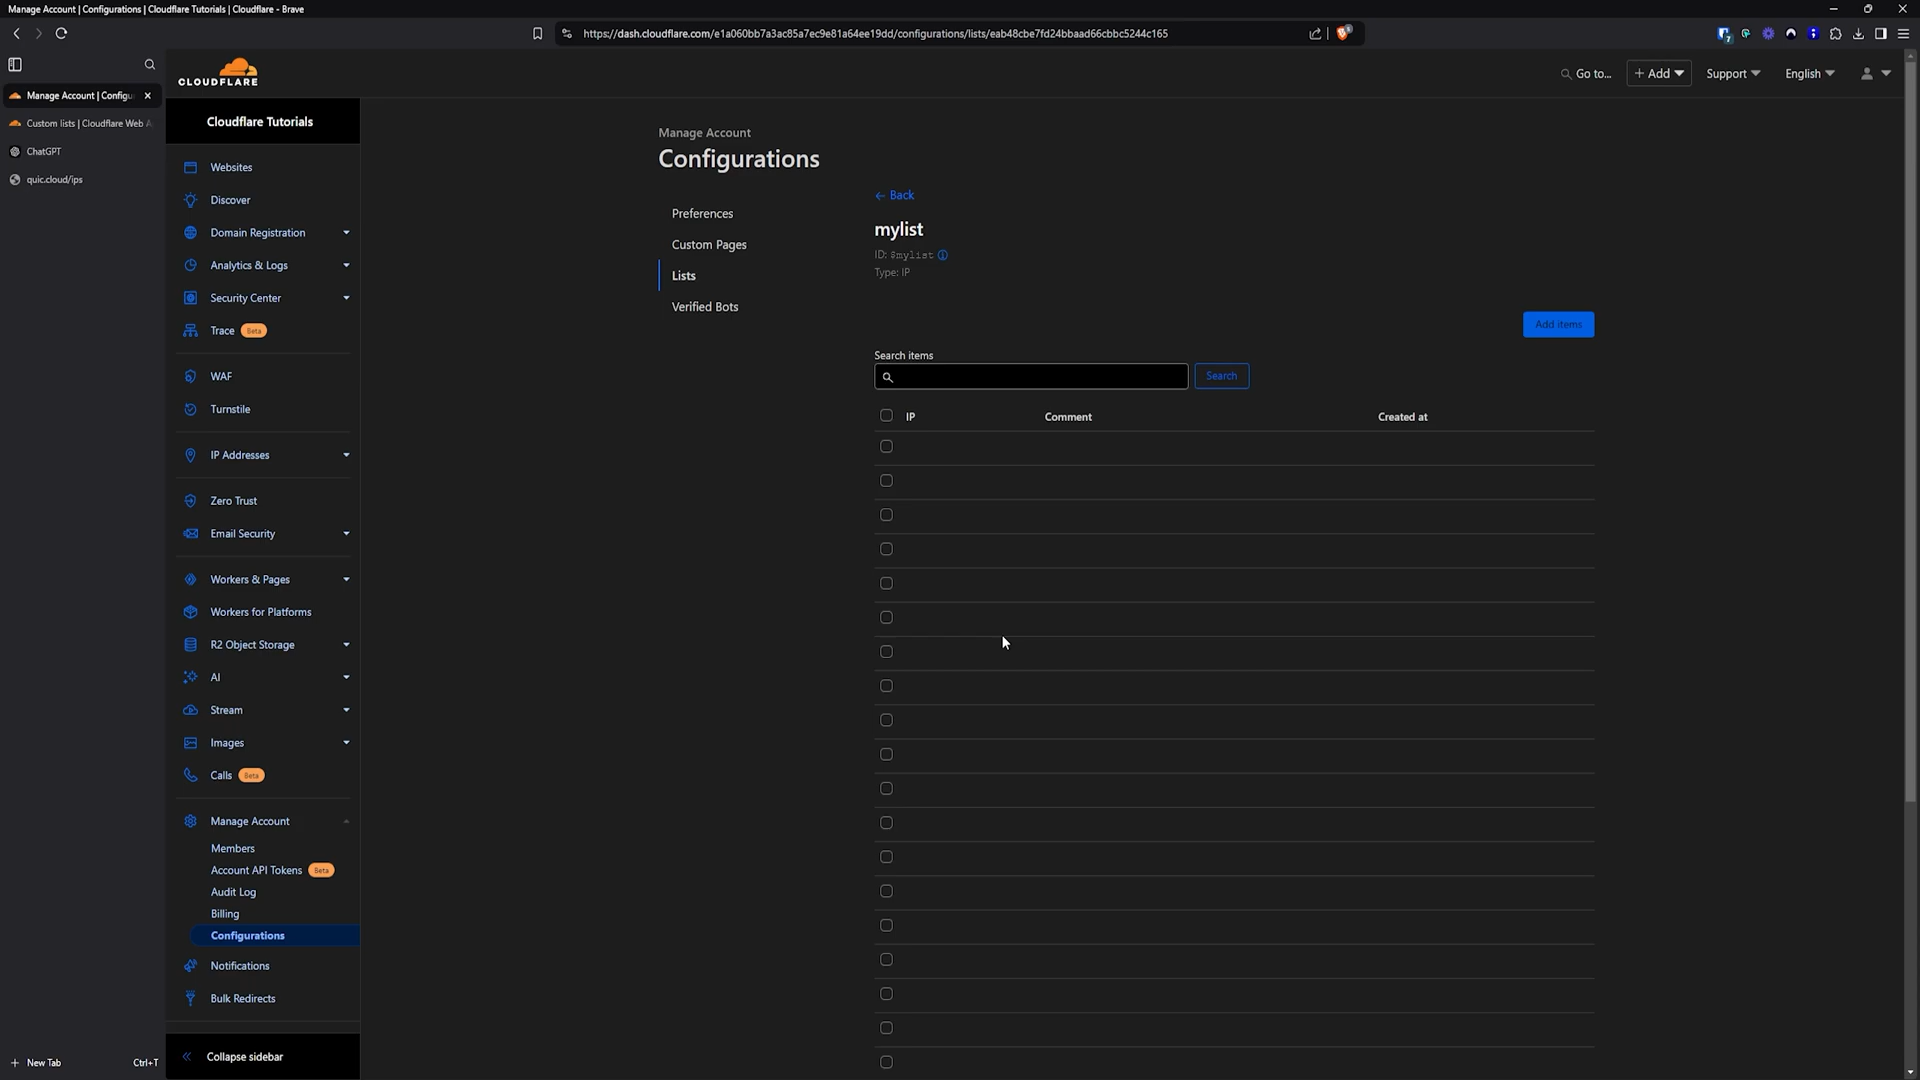 Manage Account | Configurations | Cloudflare Tutorials | Cloudflare - Brave
https://dash.cloudflare.com/e1a060bb7a3ac85a7ec9e81a64ee19dd/configurations/lists/eab48cbe7fd24bbaad66cbbc5244c165
Manage Account | Configu
Custom lists | Cloudflare Web A
ChatGPT
quic.cloud/ips
New Tab
Ctrl+T
CLOUDFLARE
Go to...
+ Add
Support
English
Cloudflare Tutorials
Websites
Discover
Domain Registration
Analytics & Logs
Security Center
Trace Beta
WAF
Turnstile
IP Addresses
Zero Trust
Email Security
Workers & Pages
Workers for Platforms
R2 Object Storage
AI
Stream
Images
Calls Beta
Manage Account
Members
Account API Tokens Beta
Audit Log
Billing
Configurations
Notifications
Bulk Redirects
Collapse sidebar
Manage Account
Configurations
Preferences
Custom Pages
Lists
Verified Bots
← Back
mylist
ID: $mylist
Type: IP
Add items
Search items
Search
IP Comment Created at